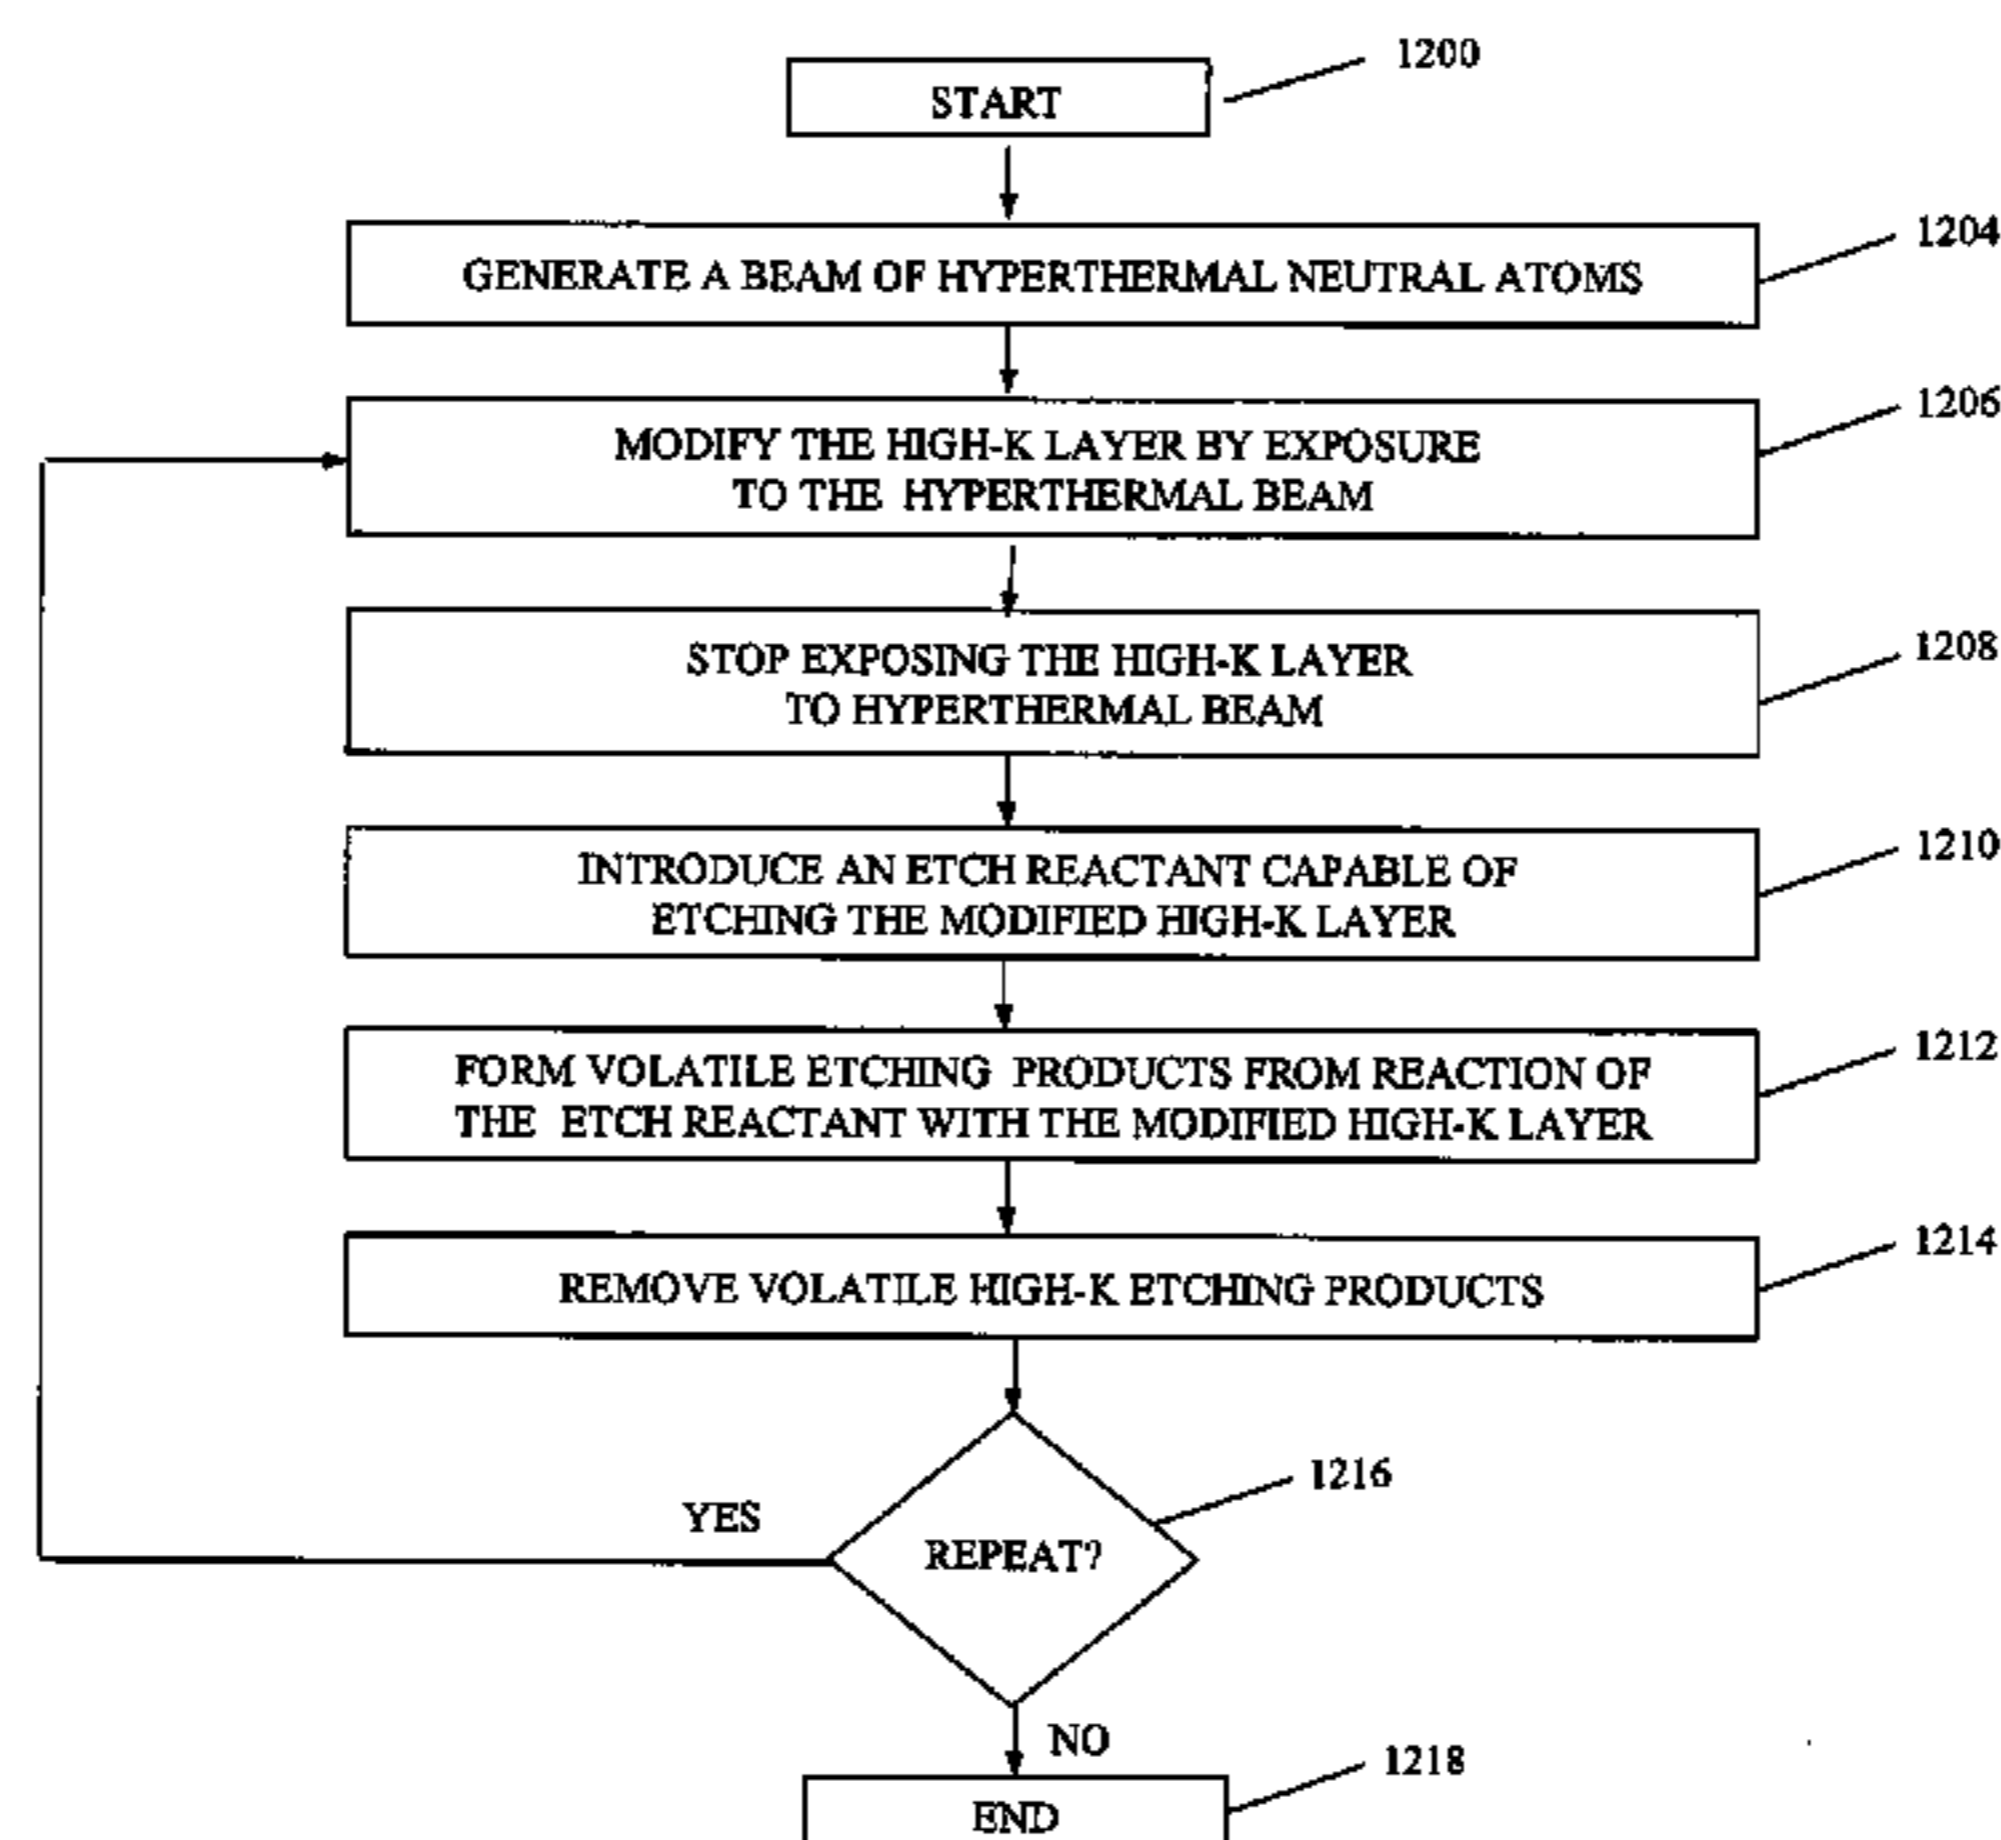 1200
START
1204
GENERATE A BEAM OF HYPERTHERMAL NEUTRAL ATOMS
1206
MODIFY THE HIGH-K LAYER BY EXPOSURE
TO THE HYPERTHERMAL BEAM
1208
STOP EXPOSING THE HIGH-K LAYER
TO HYPERTHERMAL BEAM
1210
INTRODUCE AN ETCH REACTANT CAPABLE OF
ETCHING THE MODIFIED HIGH-K LAYER
1212
FORM VOLATILE ETCHING PRODUCTS FROM REACTION OF
THE ETCH REACTANT WITH THE MODIFIED HIGH-K LAYER
1214
REMOVE VOLATILE HIGH-K ETCHING PRODUCTS
1216
YES
REPEAT?
NO
1218
END